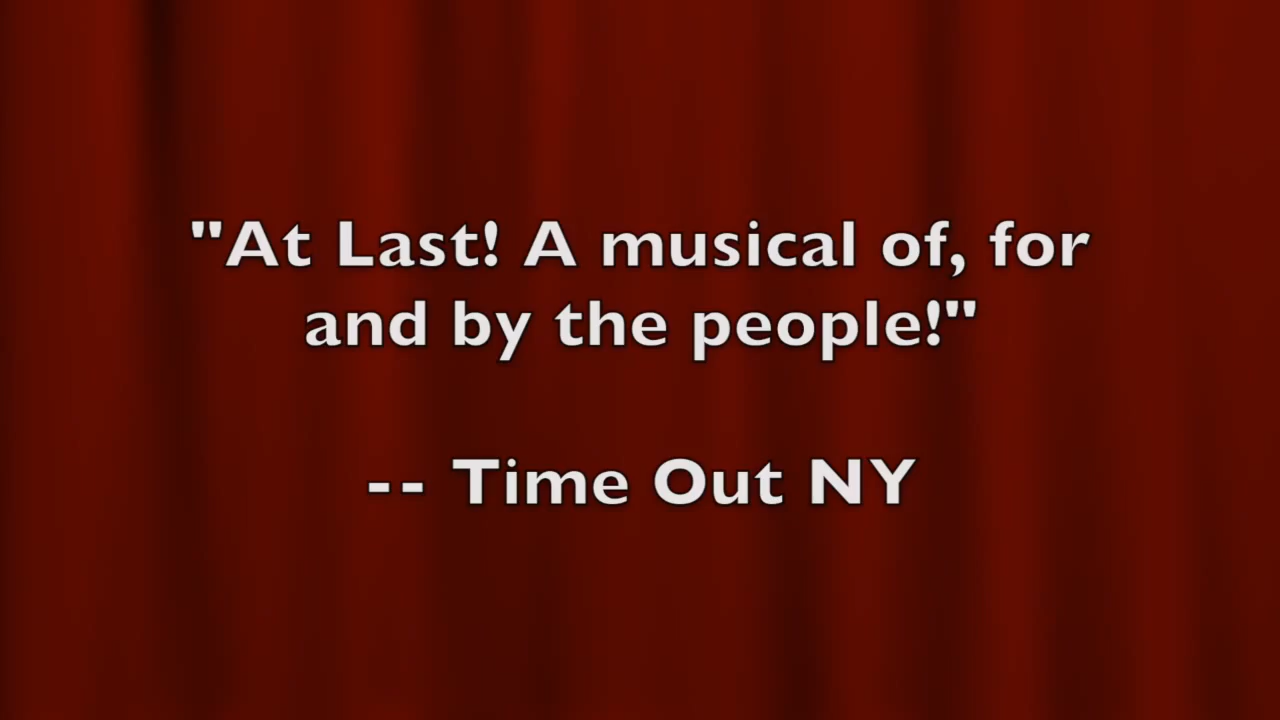 "At Last! A musical of, for
and by the people!"
-- Time Out NY